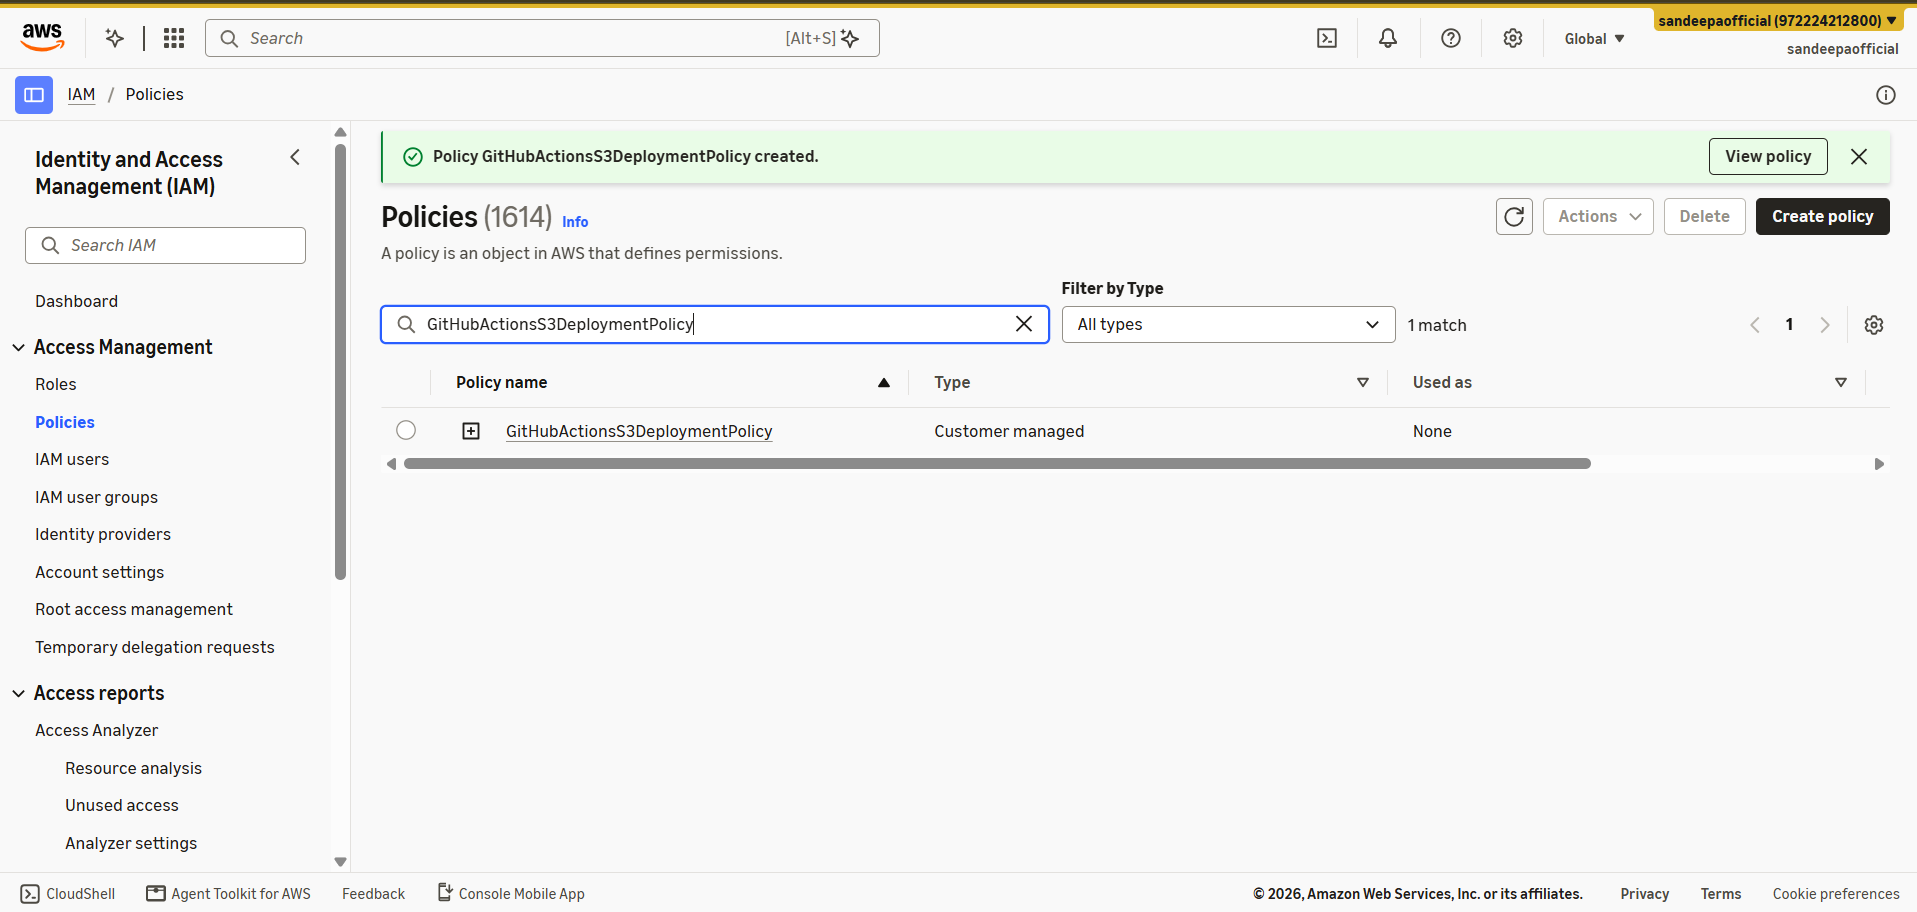 aws
Search
[Alt+S]
Global
sandeepaofficial (972224212800)
sandeepaofficial
IAM / Policies
Identity and Access
Management (IAM)
Search IAM
Dashboard
Access Management
Roles
Policies
IAM users
IAM user groups
Identity providers
Account settings
Root access management
Temporary delegation requests
Access reports
Access Analyzer
Resource analysis
Unused access
Analyzer settings
Policy GitHubActionsS3DeploymentPolicy created.
View policy
Policies (1614) Info
A policy is an object in AWS that defines permissions.
Actions
Delete
Create policy
Filter by Type
GitHubActionsS3DeploymentPolicy
All types
1 match
1
Policy name
Type
Used as
GitHubActionsS3DeploymentPolicy
Customer managed
None
CloudShell
Agent Toolkit for AWS
Feedback
Console Mobile App
© 2026, Amazon Web Services, Inc. or its affiliates.
Privacy
Terms
Cookie preferences